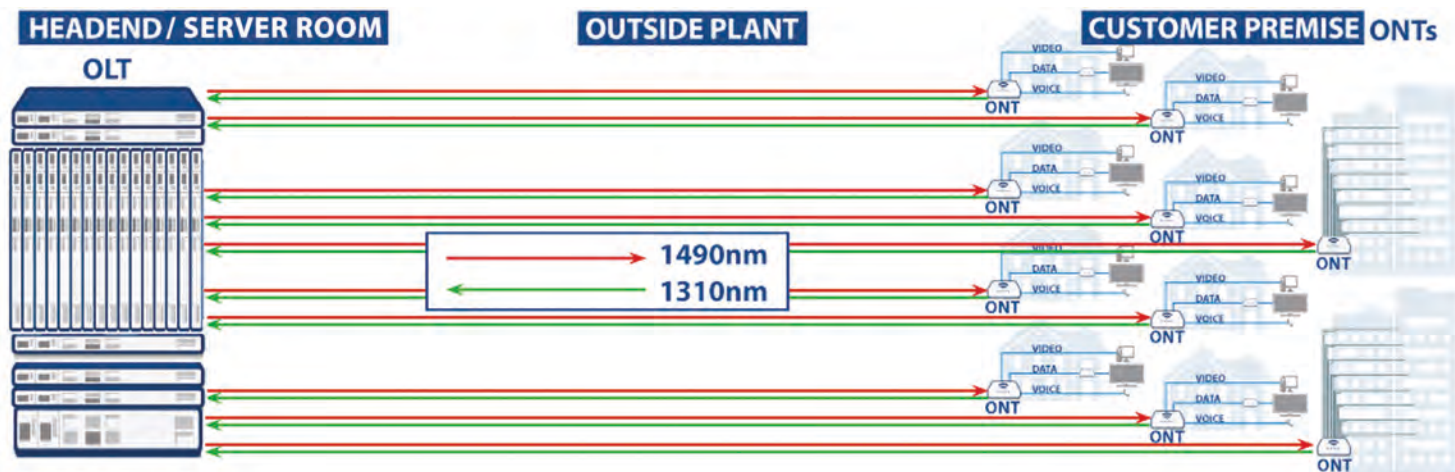 HEADEND / SERVER ROOM
OUTSIDE PLANT
CUSTOMER PREMISE ONTs
OLT
VIDEO
DATA
VOICE
ONT
VIDEO
DATA
VOICE
ONT
VIDEO
DATA
VOICE
ONT
VIDEO
DATA
VOICE
ONT
ONT
1490nm
1310nm
VIDEO
DATA
VOICE
ONT
VIDEO
DATA
VOICE
ONT
VIDEO
DATA
VOICE
ONT
VIDEO
DATA
VOICE
ONT
ONT